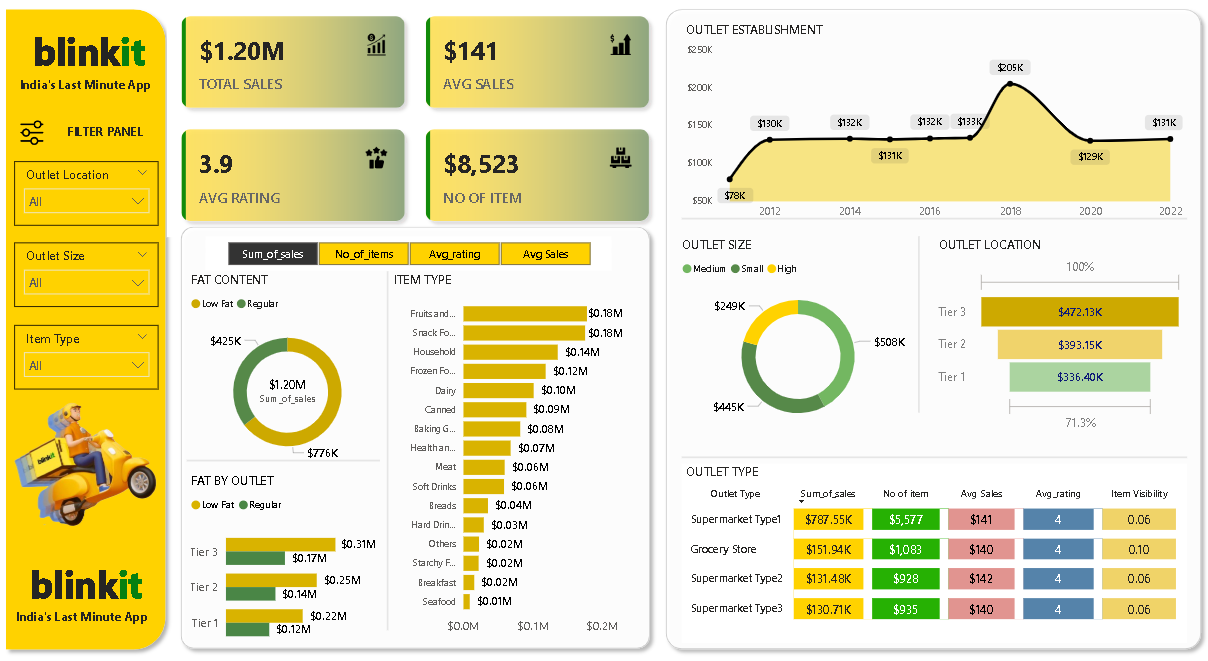 blinkit
India's Last Minute App
FILTER PANEL
Outlet Location
All
Outlet Size
All
Item Type
All
blinkit
blinkit
India's Last Minute App
$1.20M
TOTAL SALES
$141
AVG SALES
3.9
AVG RATING
$8,523
NO OF ITEM
Sum_of_sales No_of_items Avg_rating Avg Sales
FAT CONTENT
Low Fat Regular
$425K
$1.20M
Sum_of_sales
$776K
FAT BY OUTLET
Low Fat Regular
Tier 3 $0.31M
$0.17M
Tier 2 $0.25M
$0.14M
Tier 1 $0.22M
$0.12M
ITEM TYPE
Fruits and... $0.18M
Snack Fo... $0.18M
Household $0.14M
Frozen Fo... $0.12M
Dairy $0.10M
Canned $0.09M
Baking G... $0.08M
Health an... $0.07M
Meat $0.06M
Soft Drinks $0.06M
Breads $0.04M
Hard Drin... $0.03M
Others $0.02M
Starchy F... $0.02M
Breakfast $0.02M
Seafood $0.01M
$0.0M $0.1M $0.2M
OUTLET ESTABLISHMENT
$250K
$200K
$150K
$100K
$50K
$78K $130K $132K $131K $132K $133K $205K $129K $131K
2012 2014 2016 2018 2020 2022
OUTLET SIZE
Medium Small High
$249K
$508K
$445K
OUTLET LOCATION
100%
Tier 3 $472.13K
Tier 2 $393.15K
Tier 1 $336.40K
71.3%
OUTLET TYPE
Outlet Type Sum_of_sales No of item Avg Sales Avg_rating Item Visibility
Supermarket Type1 $787.55K $5,577 $141 4 0.06
Grocery Store $151.94K $1,083 $140 4 0.10
Supermarket Type2 $131.48K $928 $142 4 0.06
Supermarket Type3 $130.71K $935 $140 4 0.06